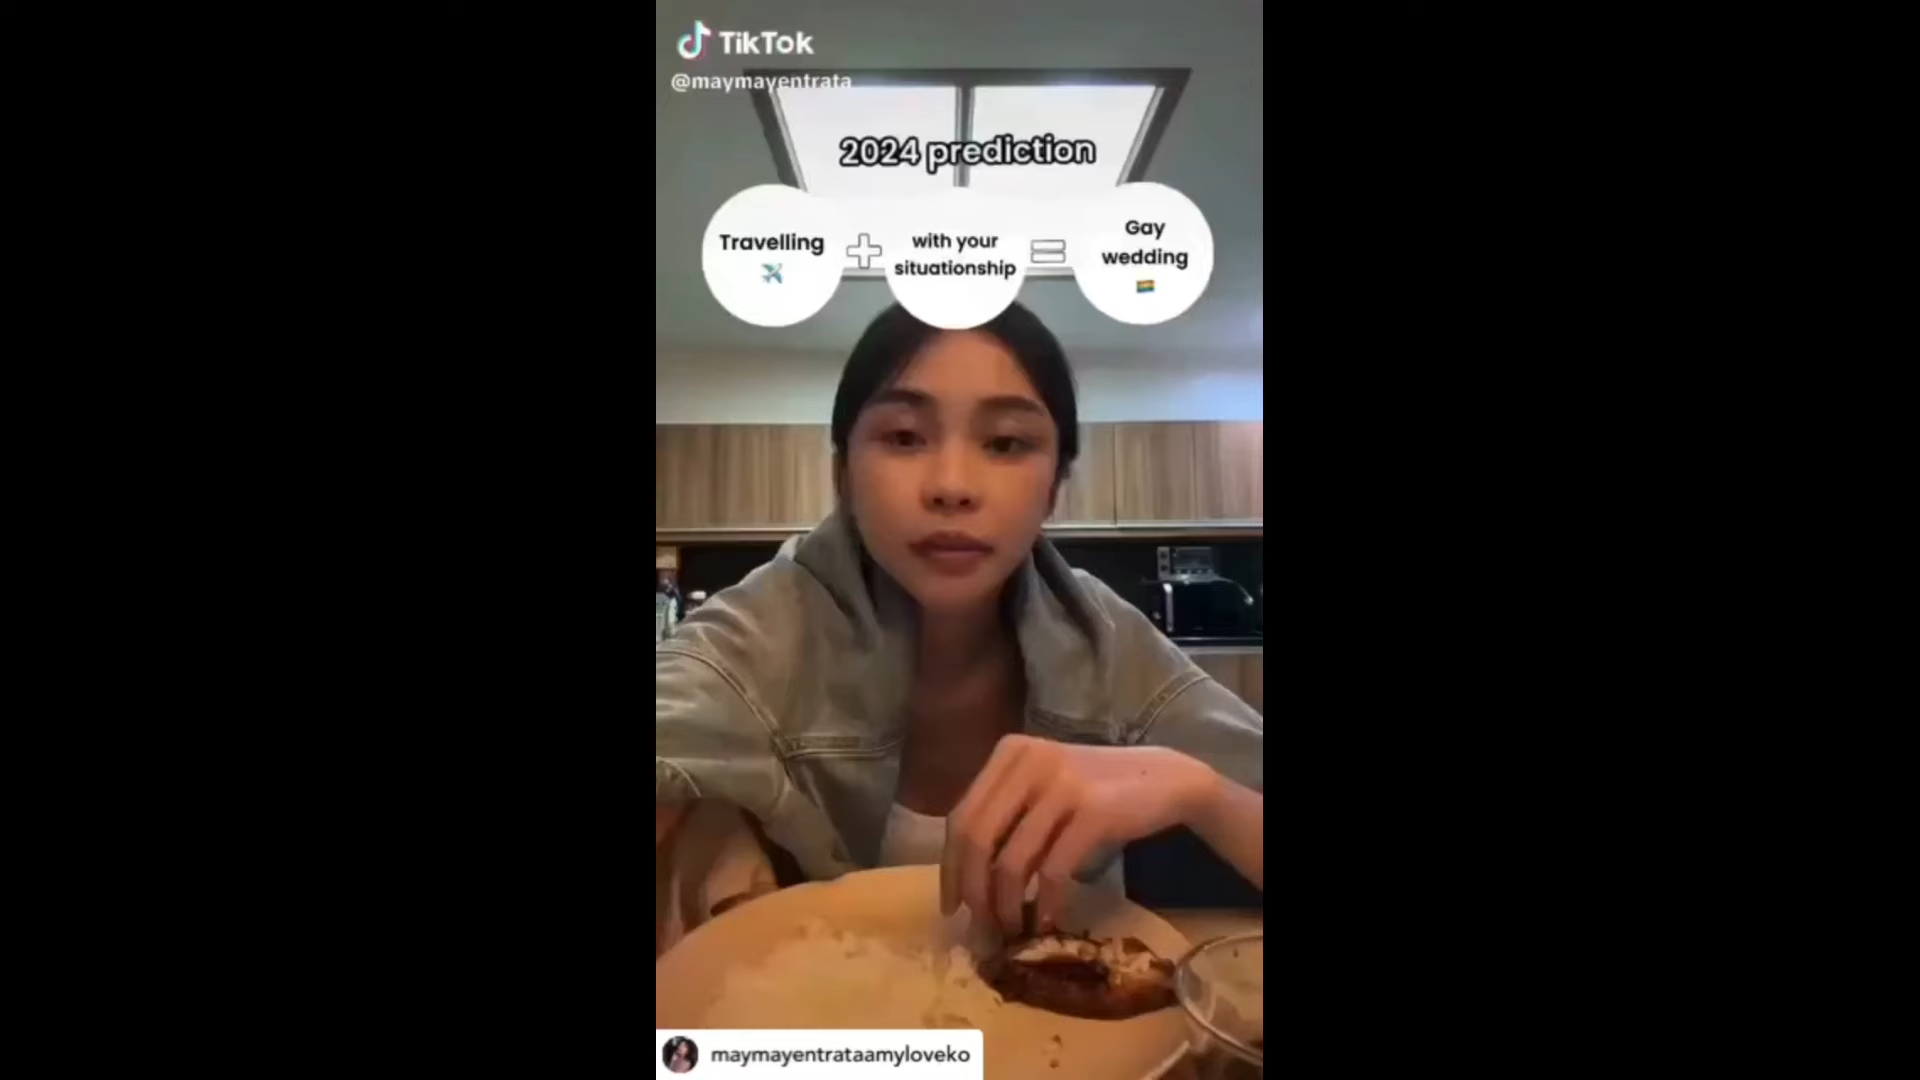 TikTok
@maymayentrata
2024 prediction
Travelling
with your
situationship
Gay
wedding
maymayentrataamyloveko